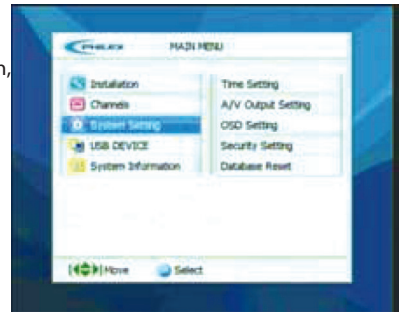 n,
PHILEX MAIN MENU
Installation
Channels
System Setting
USB DEVICE
System Information
Time Setting
A/V Output Setting
OSD Setting
Security Setting
Database Reset
Move Select